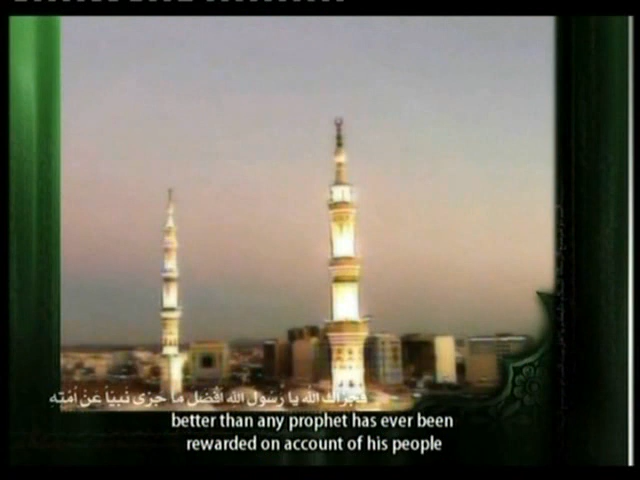 فجزاك الله يا رسول الله أفضل ما جزى نبيا عن أمته
better than any prophet has ever been
rewarded on account of his people